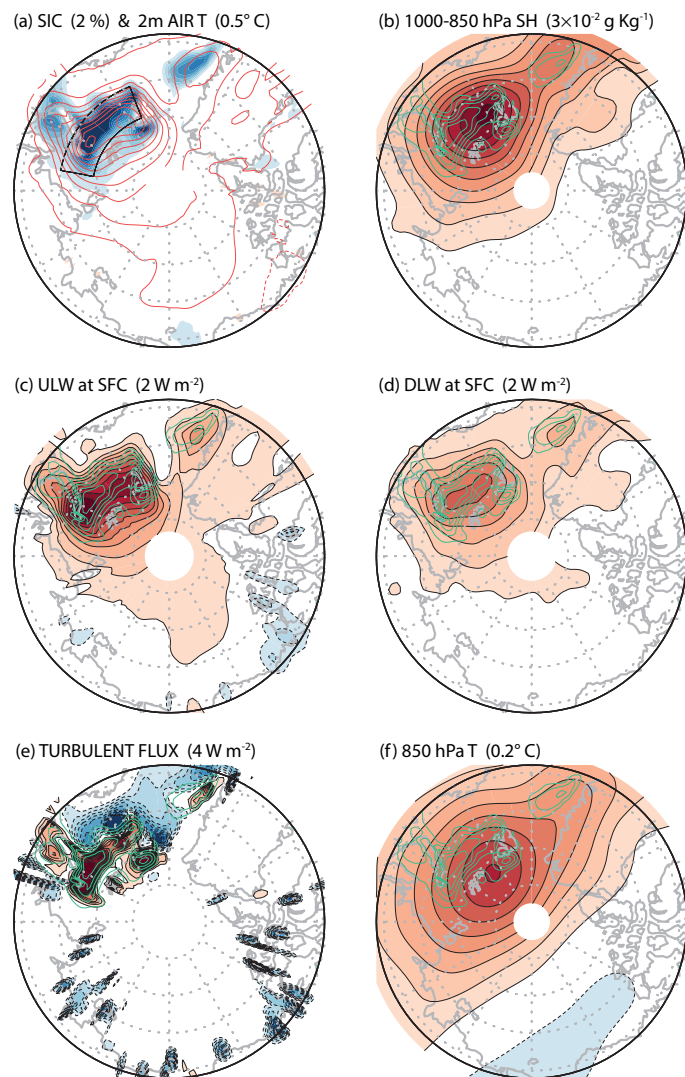 (a) SIC (2 %) & 2m AIR T (0.5° C)
(b) 1000-850 hPa SH (3×10⁻² g Kg⁻¹)
(c) ULW at SFC (2 W m⁻²)
(d) DLW at SFC (2 W m⁻²)
(e) TURBULENT FLUX (4 W m⁻²)
(f) 850 hPa T (0.2° C)